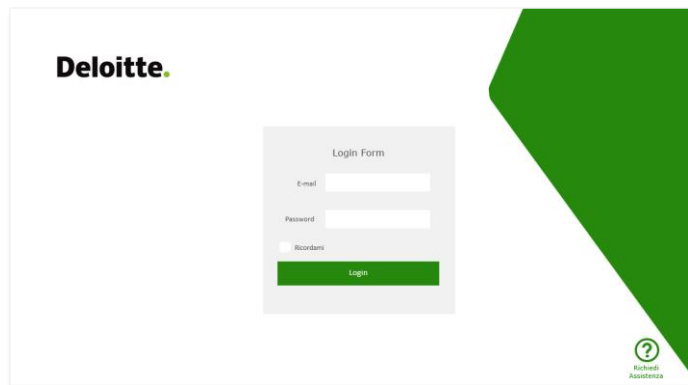 Deloitte.
Login Form
E-mail
Password
Ricordami
Login
Richiedi
Assistenza